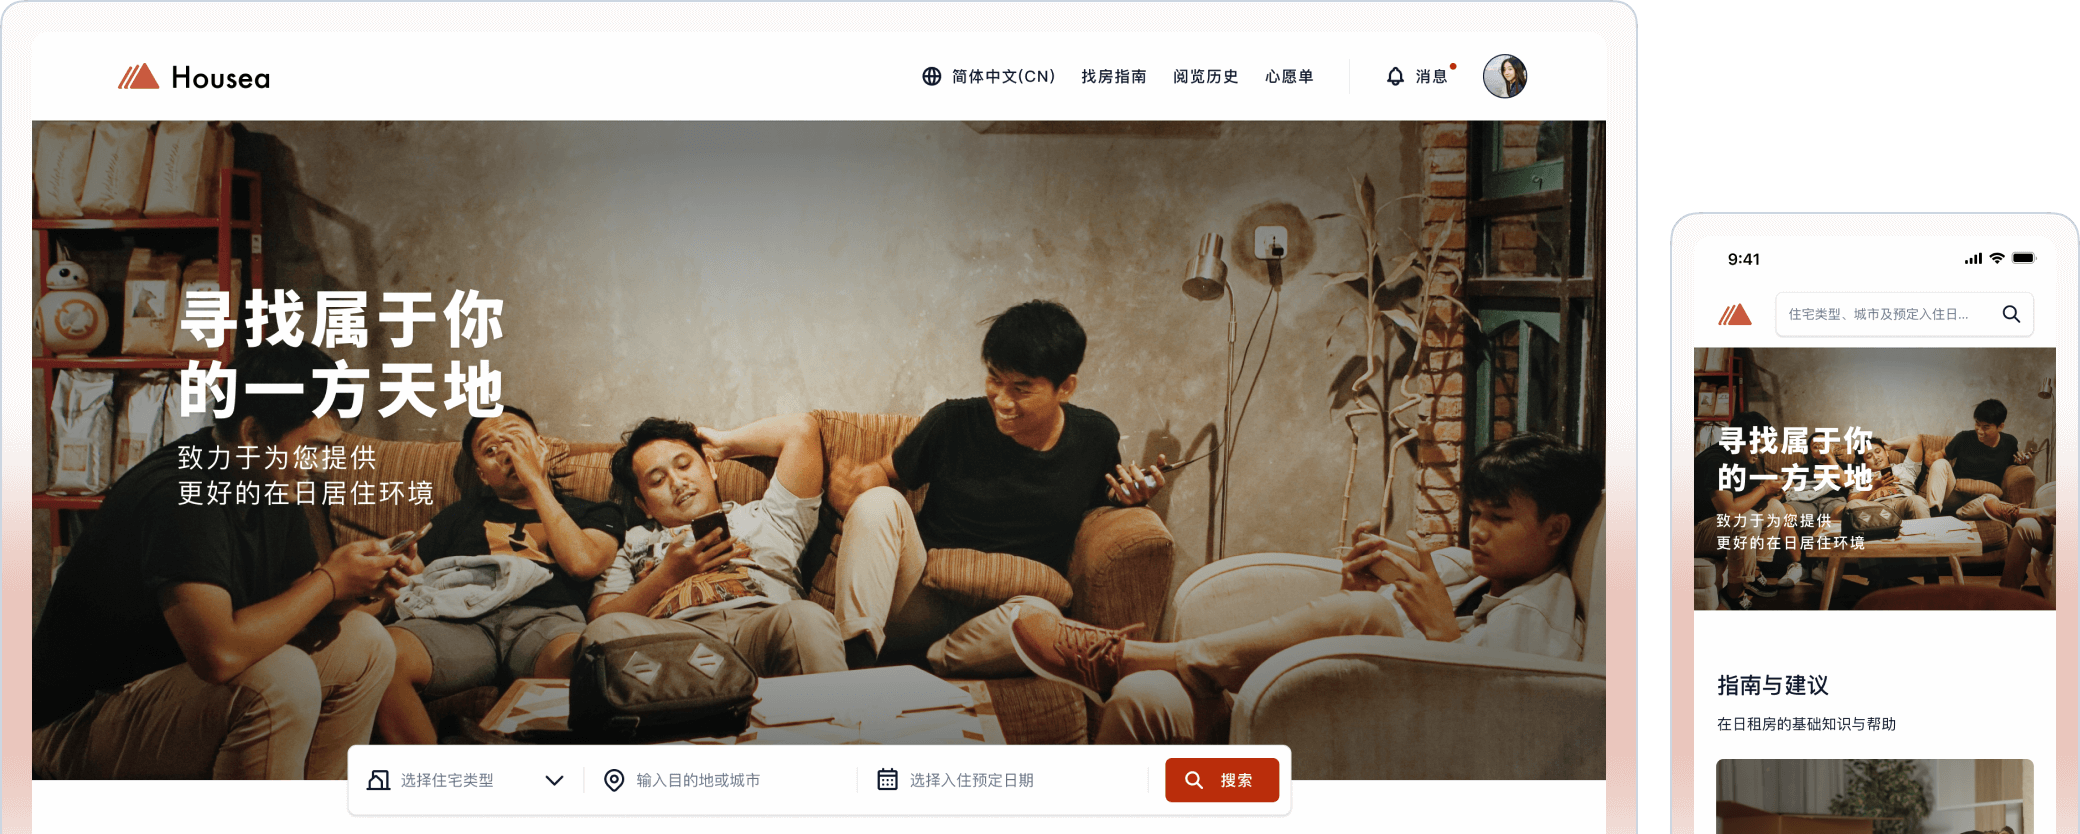 Housea
简体中文(CN)
找房指南
阅览历史
心愿单
消息
寻找属于你
的一方天地
致力于为您提供
更好的在日居住环境
选择住宅类型
输入目的地或城市
选择入住预定日期
搜索
9:41
住宅类型、城市及预定入住日...
寻找属于你
的一方天地
致力于为您提供
更好的在日居住环境
指南与建议
在日租房的基础知识与帮助